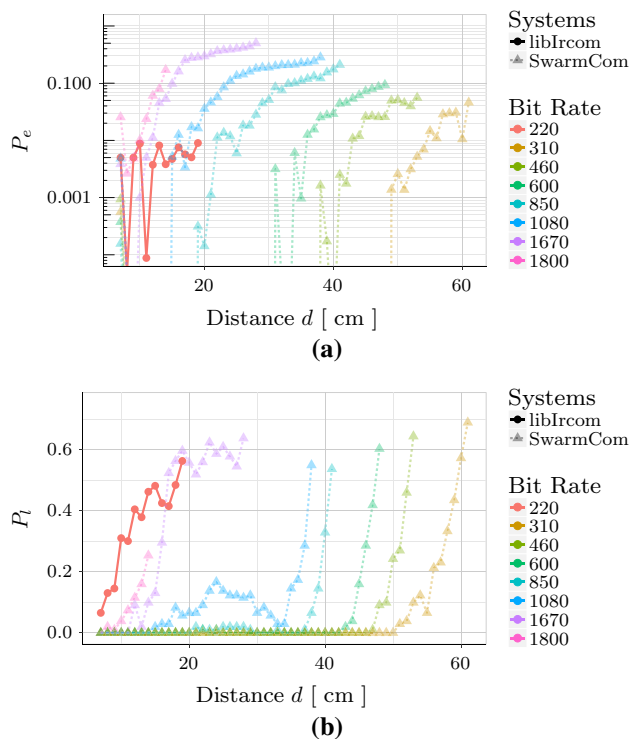 Systems
libIrcom
SwarmCom
Bit Rate
220
310
460
600
850
1080
1670
1800
0.100
0.001
P_e
20
40
60
Distance d [ cm ]
(a)
Systems
libIrcom
SwarmCom
Bit Rate
220
310
460
600
850
1080
1670
1800
0.6
0.4
0.2
0.0
P_l
20
40
60
Distance d [ cm ]
(b)